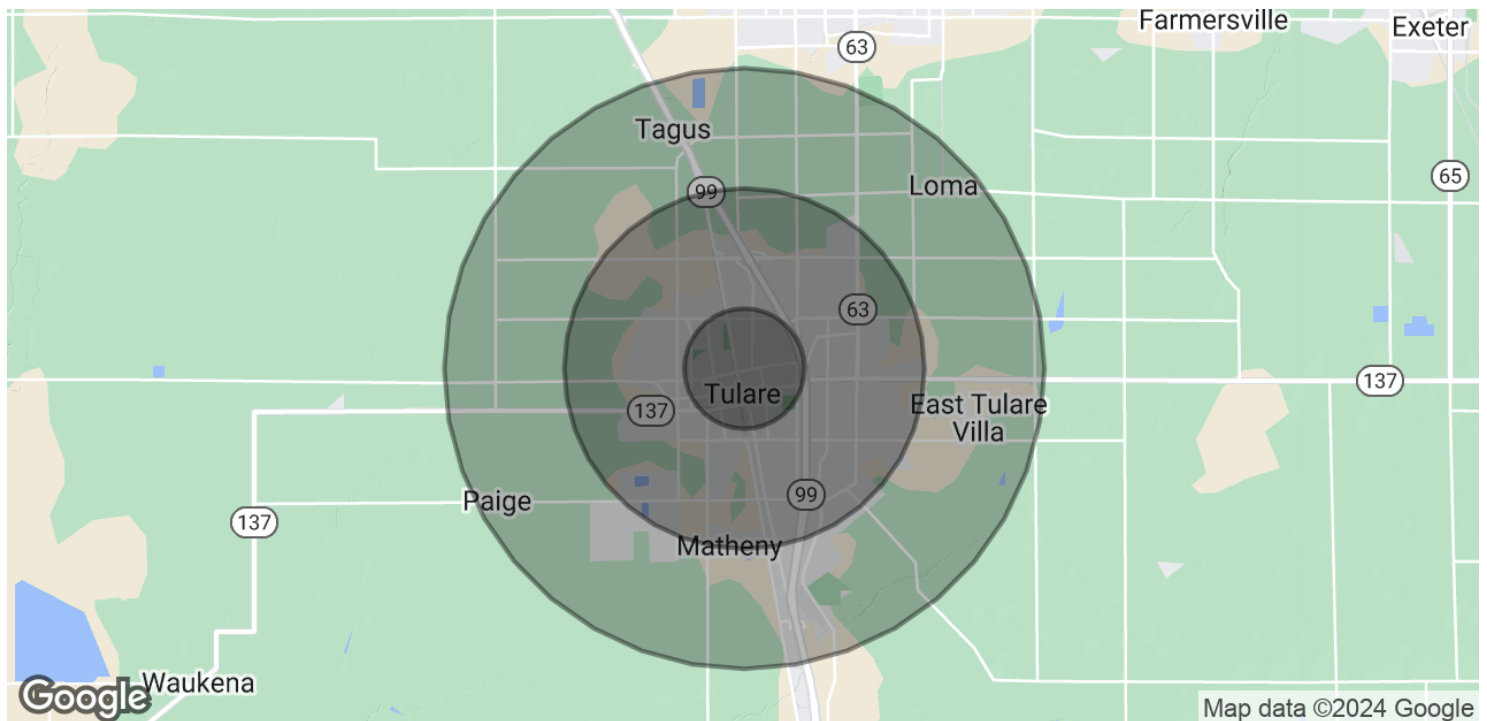 Farmersville
Exeter
63
Tagus
65
Loma
99
63
137
Tulare
East Tulare
Villa
137
99
Paige
137
Matheny
Waukena
Google
Map data ©2024 Google